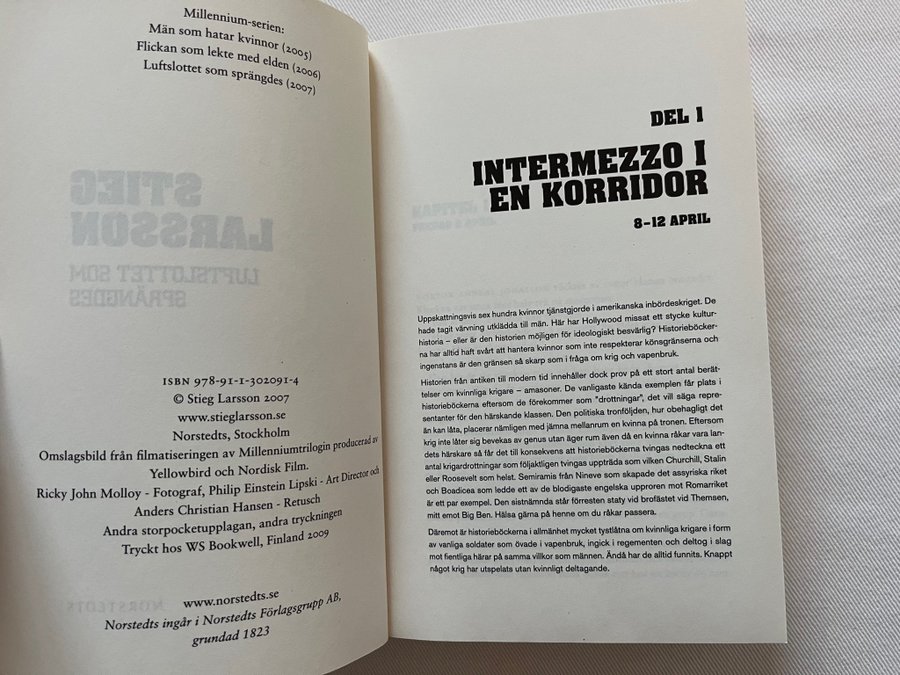 Millennium-serien:
Män som hatar kvinnor (2005)
Flickan som lekte med elden (2006)
Luftslottet som sprängdes (2007)
STIEG
LARSSON
LUFTSLOTTET SOM
SPRÄNGDES
ISBN 978-91-1-302091-4
© Stieg Larsson 2007
www.stieglarsson.se
Norstedts, Stockholm
Omslagsbild från filmatiseringen av Millenniumtrilogin producerad av
Yellowbird och Nordisk Film.
Ricky John Molloy - Fotograf, Philip Einstein Lipski - Art Director och
Anders Christian Hansen - Retusch
Andra storpocketupplagan, andra tryckningen
Tryckt hos WS Bookwell, Finland 2009
NORSTEDTS
www.norstedts.se
Norstedts ingår i Norstedts Förlagsgrupp AB,
grundad 1823
DEL 1
INTERMEZZO I
EN KORRIDOR
8–12 APRIL
Uppskattningsvis sex hundra kvinnor tjänstgjorde i amerikanska inbördeskriget. De
hade tagit värvning utklädda till män. Här har Hollywood missat ett stycke kultur-
historia – eller är den historien möjligen för ideologiskt besvärlig? Historieböcker-
na har alltid haft svårt att hantera kvinnor som inte respekterar könsgränserna och
ingenstans är den gränsen så skarp som i fråga om krig och vapenbruk.
Historien från antiken till modern tid innehåller dock prov på ett stort antal berät-
telser om kvinnliga krigare – amasoner. De vanligaste kända exemplen får plats i
historieböckerna eftersom de förekommer som "drottningar", det vill säga repre-
sentanter för den härskande klassen. Den politiska tronföljden, hur obehagligt det
än kan låta, placerar nämligen med jämna mellanrum en kvinna på tronen. Eftersom
krig inte låter sig bevekas av genus utan äger rum även då en kvinna råkar vara lan-
dets härskare så får det till konsekvens att historieböckerna tvingas nedteckna ett
antal krigardrottningar som följaktligen tvingas uppträda som vilken Churchill, Stalin
eller Roosevelt som helst. Semiramis från Nineve som skapade det assyriska riket
och Boadicea som ledde ett av de blodigaste engelska upproren mot Romarriket
är ett par exempel. Den sistnämnda står förresten staty vid brofästet vid Themsen,
mitt emot Big Ben. Hälsa gärna på henne om du råkar passera.
Däremot är historieböckerna i allmänhet mycket tystlåtna om kvinnliga krigare i form
av vanliga soldater som övade i vapenbruk, ingick i regementen och deltog i slag
mot fientliga härar på samma villkor som männen. Ändå har de alltid funnits. Knappt
något krig har utspelats utan kvinnligt deltagande.